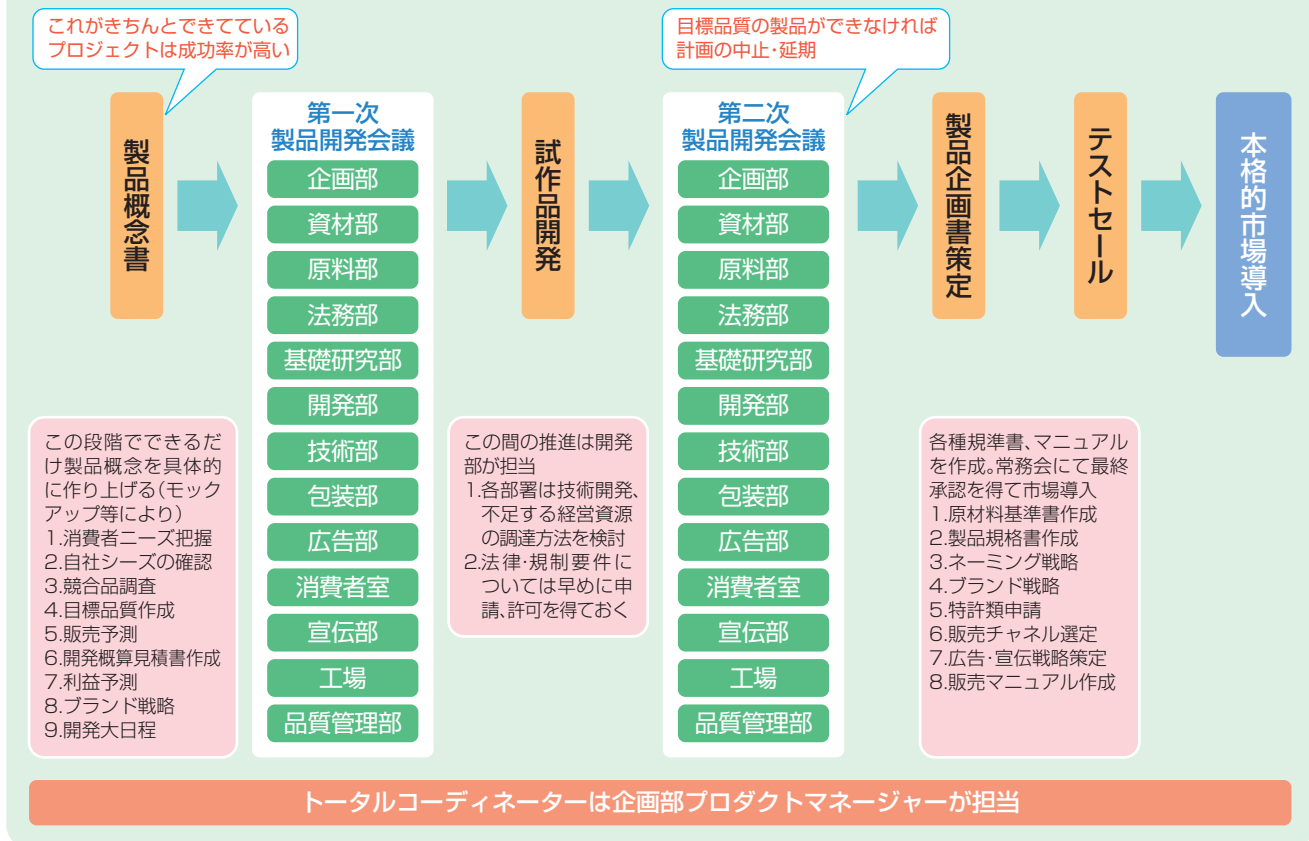 これがきちんとできてている
プロジェクトは成功率が高い
目標品質の製品ができなければ
計画の中止・延期
製品概念書
第一次
製品開発会議
企画部
資材部
原料部
法務部
基礎研究部
開発部
技術部
包装部
広告部
消費者室
宣伝部
工場
品質管理部
試作品開発
第二次
製品開発会議
企画部
資材部
原料部
法務部
基礎研究部
開発部
技術部
包装部
広告部
消費者室
宣伝部
工場
品質管理部
製品企画書策定
テストセール
本格的市場導入
この段階でできるだ
け製品概念を具体的
に作り上げる(モック
アップ等により)
1.消費者ニーズ把握
2.自社シーズの確認
3.競合品調査
4.目標品質作成
5.販売予測
6.開発概算見積書作成
7.利益予測
8.ブランド戦略
9.開発大日程
この間の推進は開発
部が担当
1.各部署は技術開発、
不足する経営資源
の調達方法を検討
2.法律・規制要件に
ついては早めに申
請、許可を得ておく
各種規準書、マニュアル
を作成。常務会にて最終
承認を得て市場導入
1.原材料基準書作成
2.製品規格書作成
3.ネーミング戦略
4.ブランド戦略
5.特許類申請
6.販売チャネル選定
7.広告・宣伝戦略策定
8.販売マニュアル作成
トータルコーディネーターは企画部プロダクトマネージャーが担当